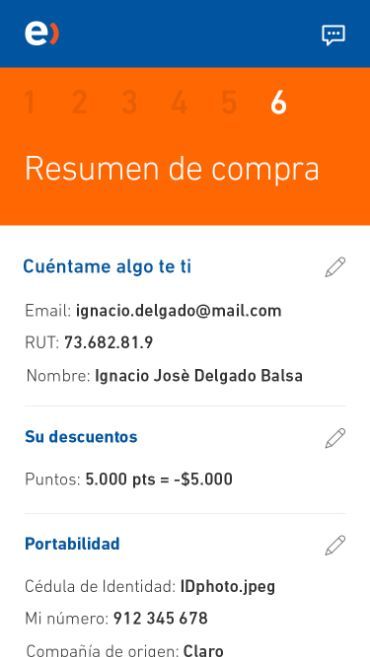 e)
1 2 3 4 5 6
Resumen de compra
Cuéntame algo te ti
Email: ignacio.delgado@mail.com
RUT: 73.682.81.9
Nombre: Ignacio Josè Delgado Balsa
Su descuentos
Puntos: 5.000 pts = -$5.000
Portabilidad
Cédula de Identidad: IDphoto.jpeg
Mi número: 912 345 678
Compañía de origen: Claro